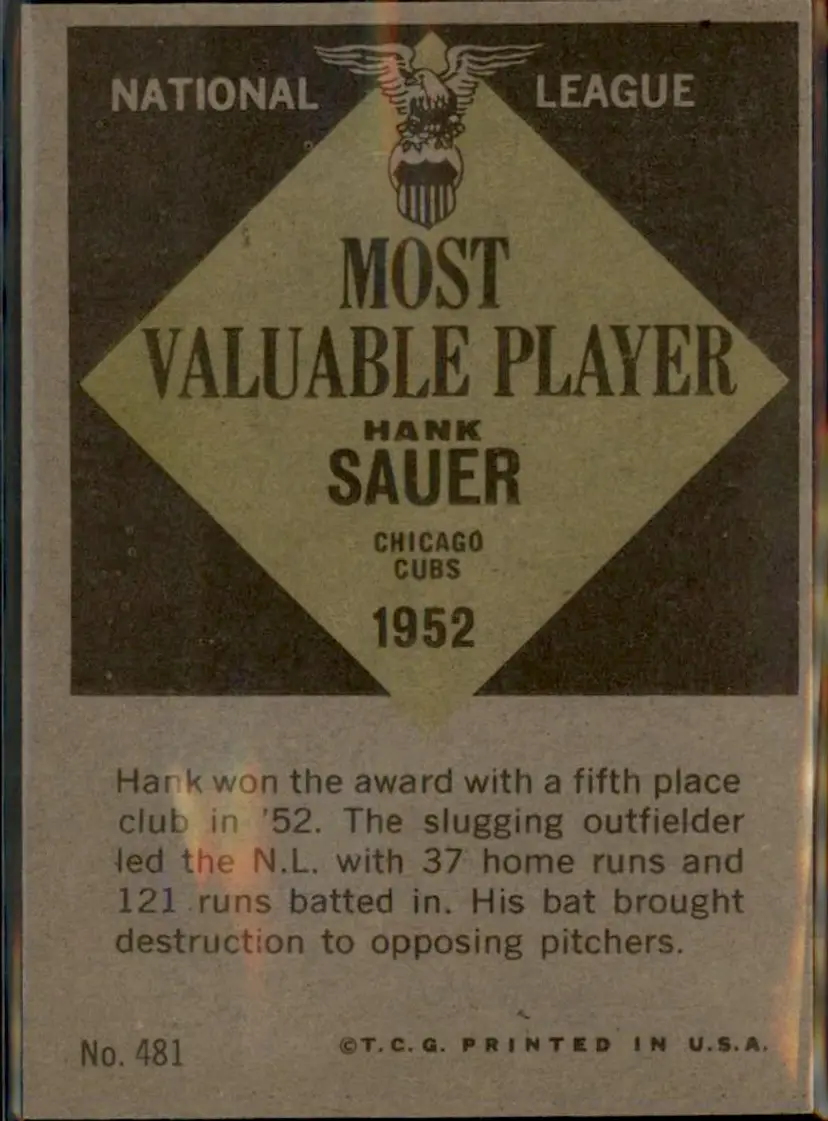 NATIONAL LEAGUE
MOST
VALUABLE PLAYER
HANK
SAUER
CHICAGO
CUBS
1952
Hank won the award with a fifth place
club in '52. The slugging outfielder
led the N.L. with 37 home runs and
121 runs batted in. His bat brought
destruction to opposing pitchers.
No. 481
©T.C.G. PRINTED IN U.S.A.